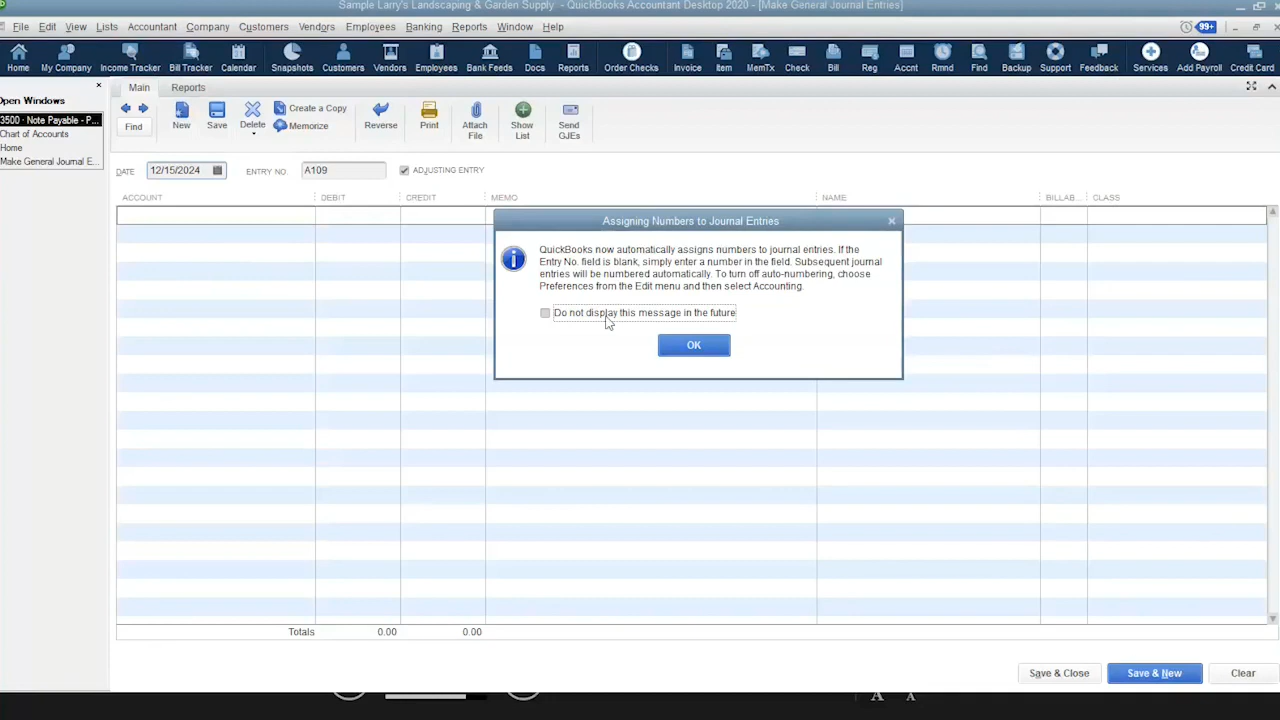 Sample Larry's Landscaping & Garden Supply - QuickBooks Accountant Desktop 2020 - [Make General Journal Entries]
File Edit View Lists Accountant Company Customers Vendors Employees Banking Reports Window Help
99+
Home My Company Income Tracker Bill Tracker Calendar Snapshots Customers Vendors Employees Bank Feeds Docs Reports Order Checks Invoice Item MemTx Check Bill Reg Accnt Rmnd Find Backup Support Feedback Services Add Payroll Credit Card
Open Windows
3500 · Note Payable - P...
Chart of Accounts
Home
Make General Journal E...
Main Reports
Find
New
Save
Delete
Create a Copy
Memorize
Reverse
Print
Attach
File
Show
List
Send
GJEs
DATE 12/15/2024 ENTRY NO. A109 ADJUSTING ENTRY
ACCOUNT DEBIT CREDIT MEMO NAME BILLAB... CLASS
Assigning Numbers to Journal Entries
QuickBooks now automatically assigns numbers to journal entries. If the
Entry No. field is blank, simply enter a number in the field. Subsequent journal
entries will be numbered automatically. To turn off auto-numbering, choose
Preferences from the Edit menu and then select Accounting.
Do not display this message in the future
OK
Totals 0.00 0.00
Save & Close Save & New Clear
A A